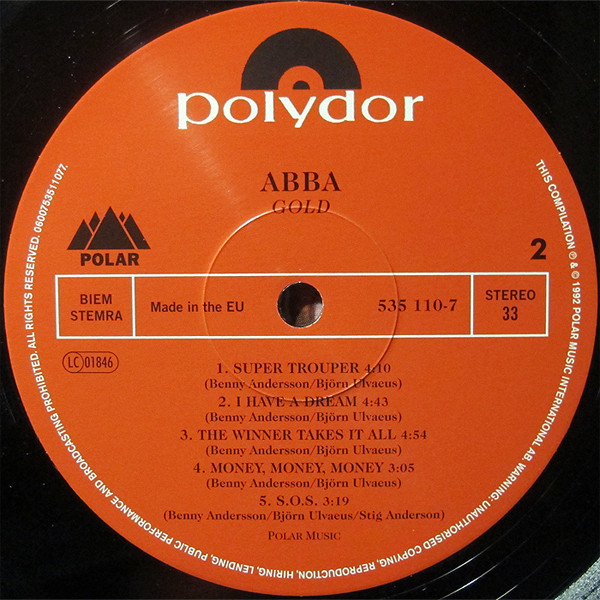 polydor
ABBA
GOLD
POLAR
2
BIEM
STEMRA
Made in the EU
535 110-7
STEREO
33
LC 01846
1. SUPER TROUPER 4:10
(Benny Andersson/Björn Ulvaeus)
2. I HAVE A DREAM 4:43
(Benny Andersson/Björn Ulvaeus)
3. THE WINNER TAKES IT ALL 4:54
(Benny Andersson/Björn Ulvaeus)
4. MONEY, MONEY, MONEY 3:05
(Benny Andersson/Björn Ulvaeus)
5. S.O.S. 3:19
(Benny Andersson/Björn Ulvaeus/Stig Anderson)
POLAR MUSIC
THIS COMPILATION ℗ & © 1992 POLAR MUSIC INTERNATIONAL AB. WARNING: UNAUTHORISED COPYING, REPRODUCTION, HIRING, LENDING, PUBLIC PERFORMANCE AND BROADCASTING PROHIBITED. ALL RIGHTS RESERVED. 0600753511077.